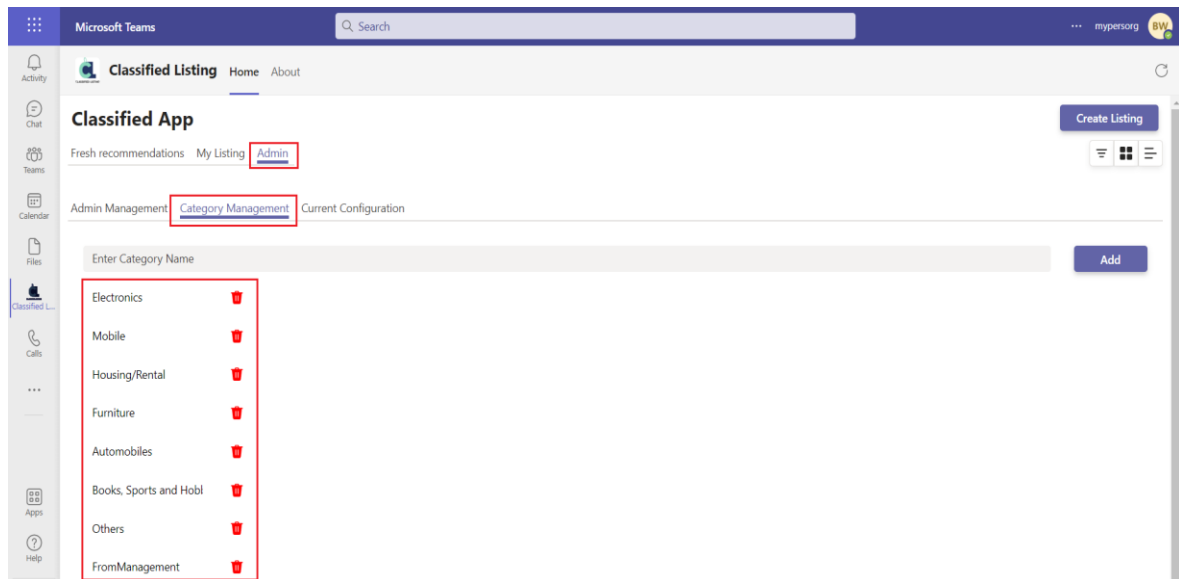 Microsoft Teams
Search
mypersorg
BW
Activity
Classified Listing Home About
Chat
Classified App
Create Listing
Teams
Fresh recommendations My Listing Admin
Calendar
Admin Management Category Management Current Configuration
Files
Enter Category Name
Add
Classified L...
Electronics
Calls
Mobile
Housing/Rental
Furniture
Automobiles
Books, Sports and Hobl
Apps
Others
Help
FromManagement